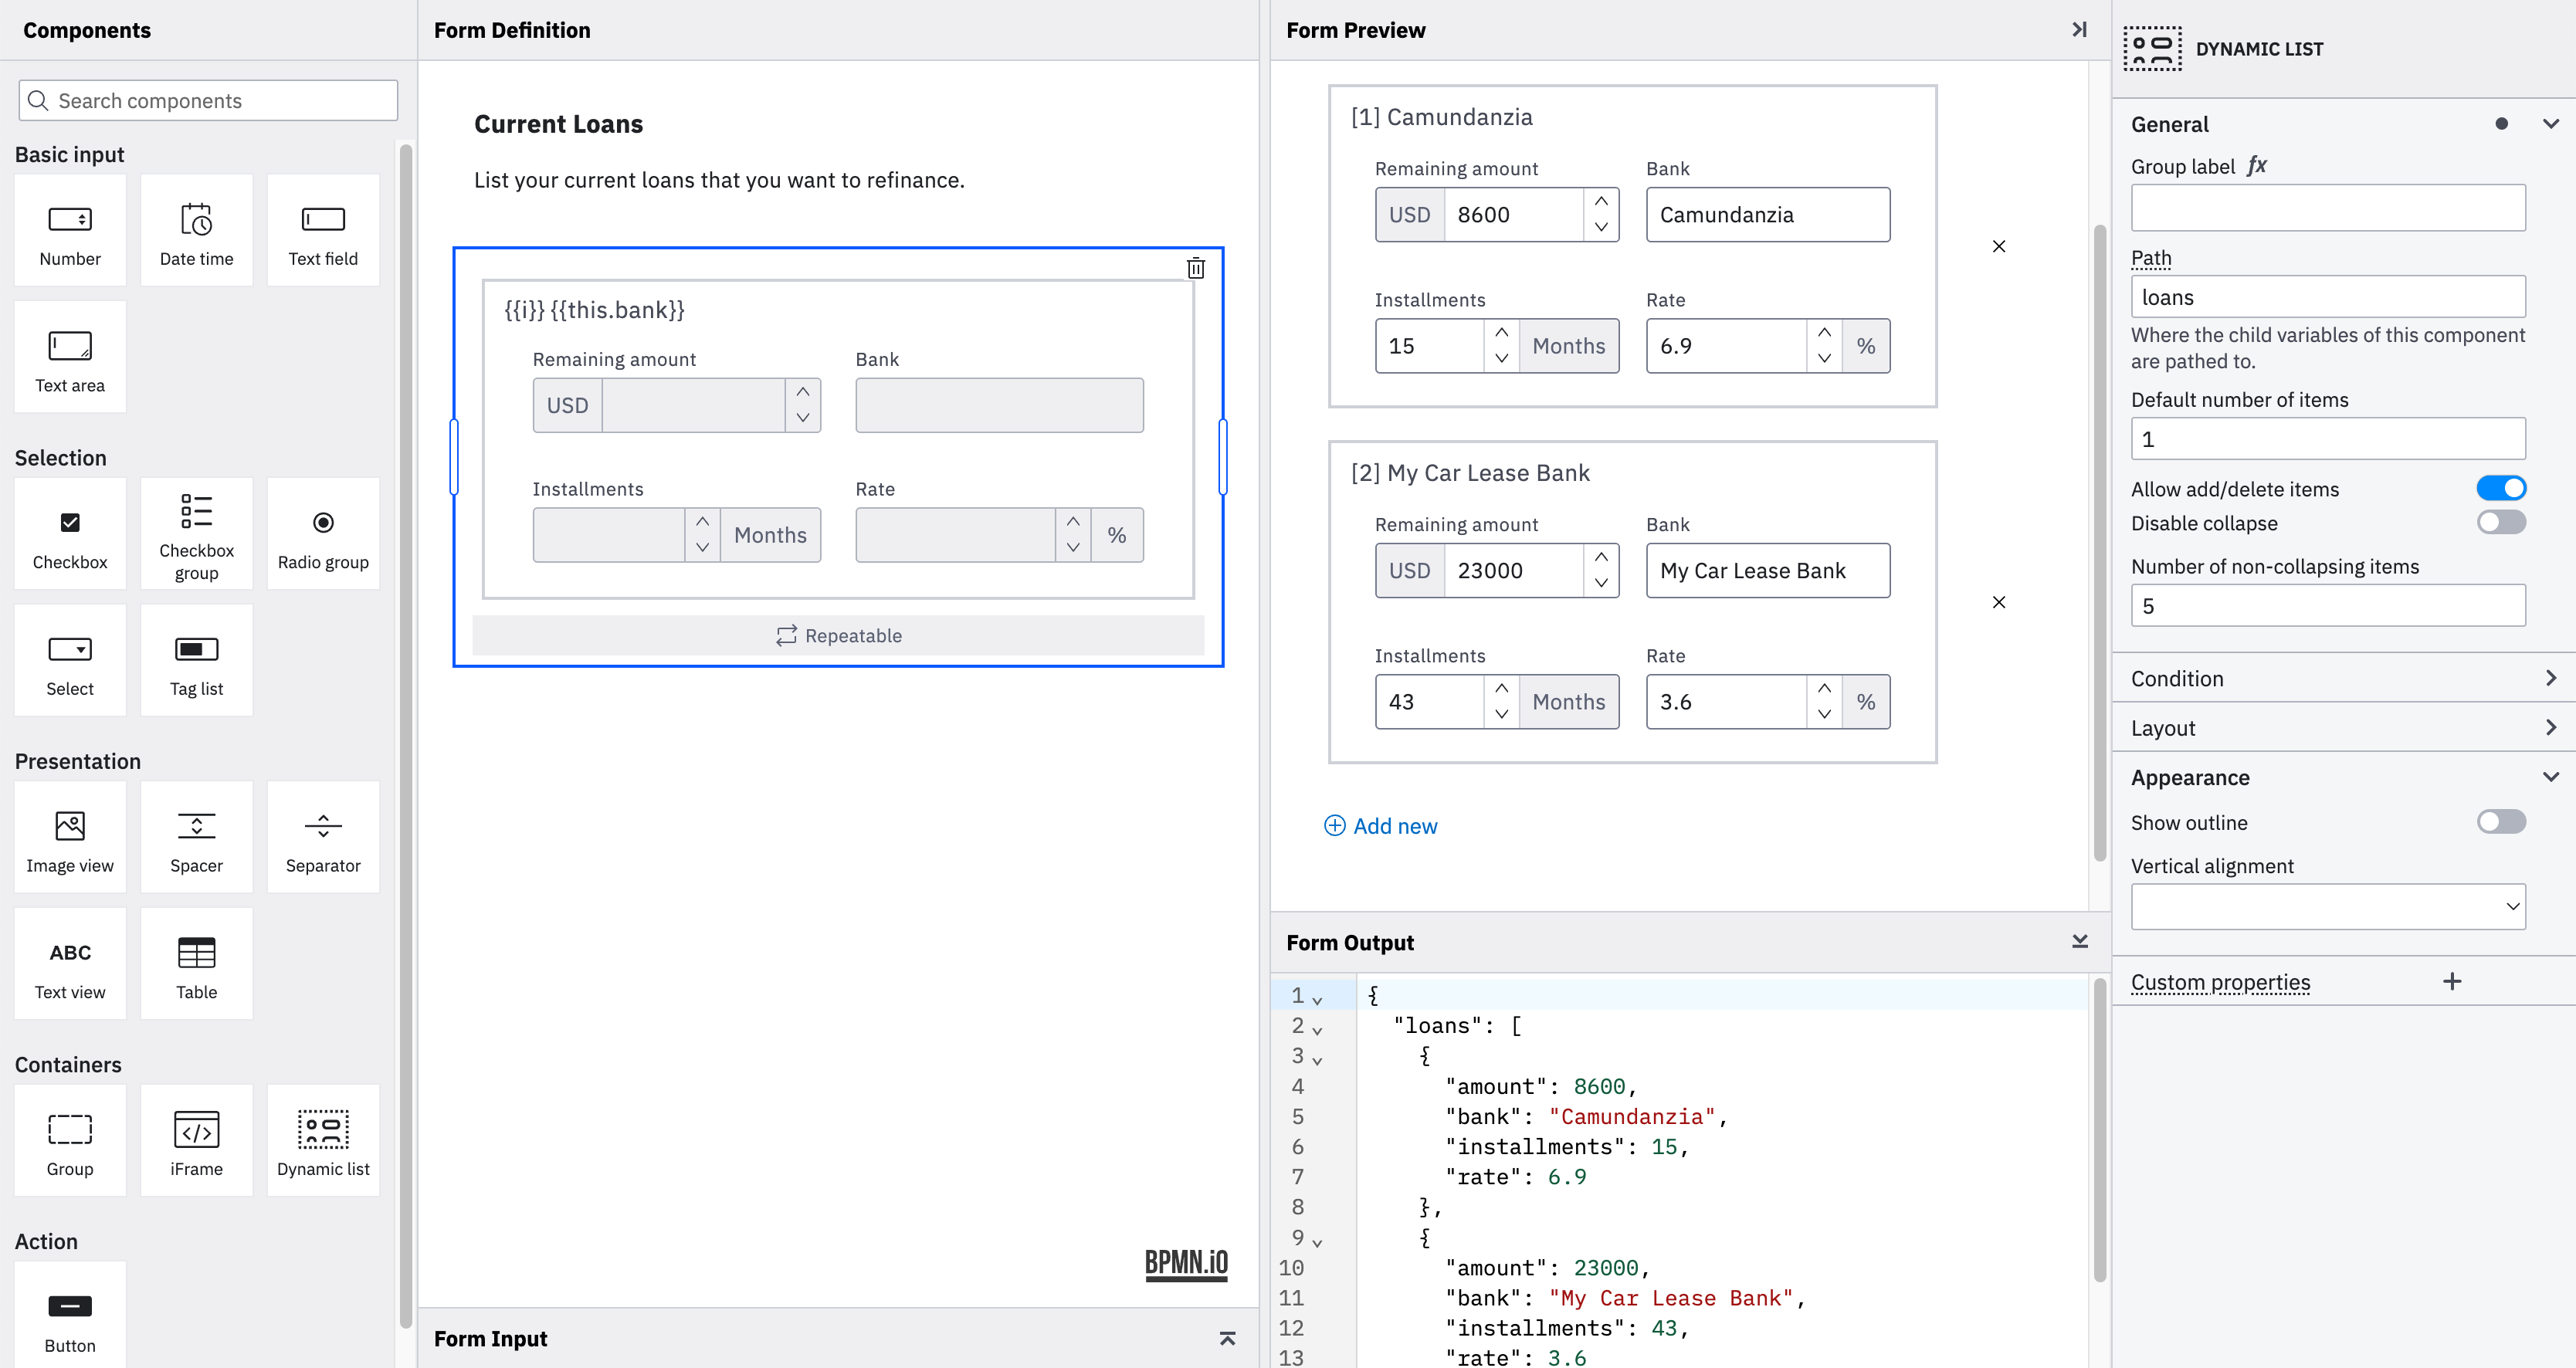 Components
Search components
Basic input
Number
Date time
Text field
Text area
Selection
Checkbox
Checkbox
group
Radio group
Select
Tag list
Presentation
Image view
Spacer
Separator
ABC
Text view
Table
Containers
Group
iFrame
Dynamic list
Action
Button
Form Definition
Current Loans
List your current loans that you want to refinance.
{{i}} {{this.bank}}
Remaining amount
Bank
USD
Installments
Rate
Months
%
Repeatable
BPMN.iO
Form Input
Form Preview
[1] Camundanzia
Remaining amount
Bank
USD 8600
Camundanzia
Installments
Rate
15 Months
6.9 %
[2] My Car Lease Bank
Remaining amount
Bank
USD 23000
My Car Lease Bank
Installments
Rate
43 Months
3.6 %
Add new
Form Output
1 {
2 "loans": [
3 {
4 "amount": 8600,
5 "bank": "Camundanzia",
6 "installments": 15,
7 "rate": 6.9
8 },
9 {
10 "amount": 23000,
11 "bank": "My Car Lease Bank",
12 "installments": 43,
13 "rate": 3.6
DYNAMIC LIST
General
Group label fx
Path
loans
Where the child variables of this component
are pathed to.
Default number of items
1
Allow add/delete items
Disable collapse
Number of non-collapsing items
5
Condition
Layout
Appearance
Show outline
Vertical alignment
Custom properties